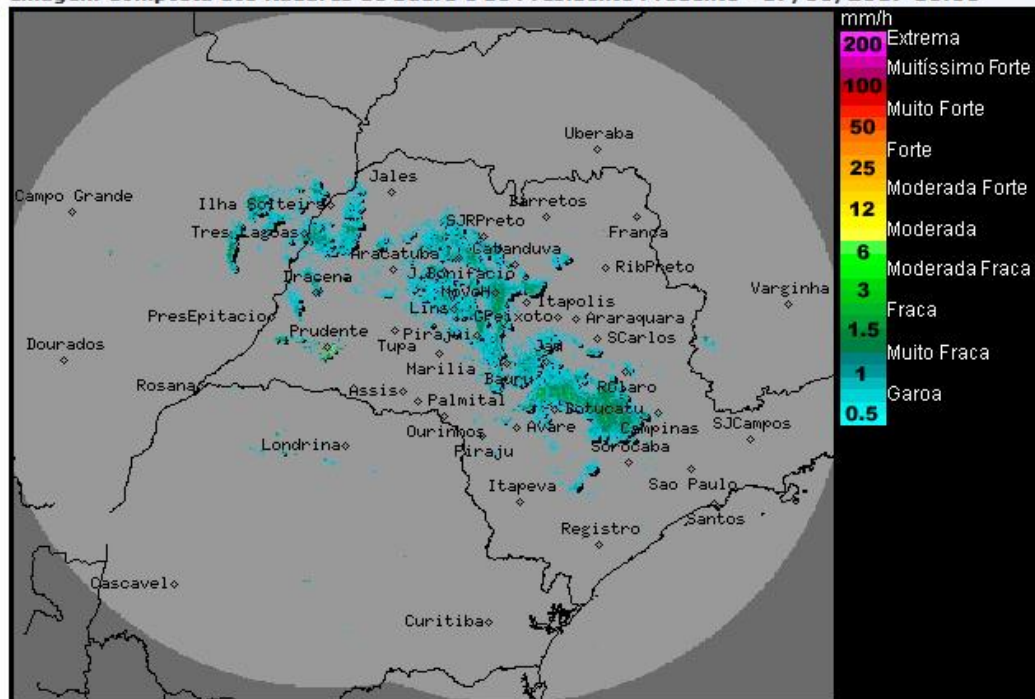 mm/h
200 Extrema
Muitíssimo Forte
100
Muito Forte
50
Forte
25
Moderada Forte
12
Moderada
6
Moderada Fraca
3
Fraca
1.5
Muito Fraca
1
Garoa
0.5
Uberaba
Jales
Campo Grande
Ilha Solteira
Barretos
SJRPreto
Tres Lagoas
Franca
Catanduva
Aracatuba
J.Bonifacio
RibPreto
Dracena
NovoH
Varginha
Itapolis
Lins
GPeixoto
Araraquara
PresEpitacio
Prudente
Pirajui
SCarlos
Dourados
Tupa
Jau
Marilia
Bauru
RClaro
Rosana
Assis
Palmital
Botucatu
Ourinhos
Avare
Campinas
SJCampos
Londrina
Piraju
Sorocaba
Itapeva
Sao Paulo
Santos
Registro
Cascavel
Curitiba